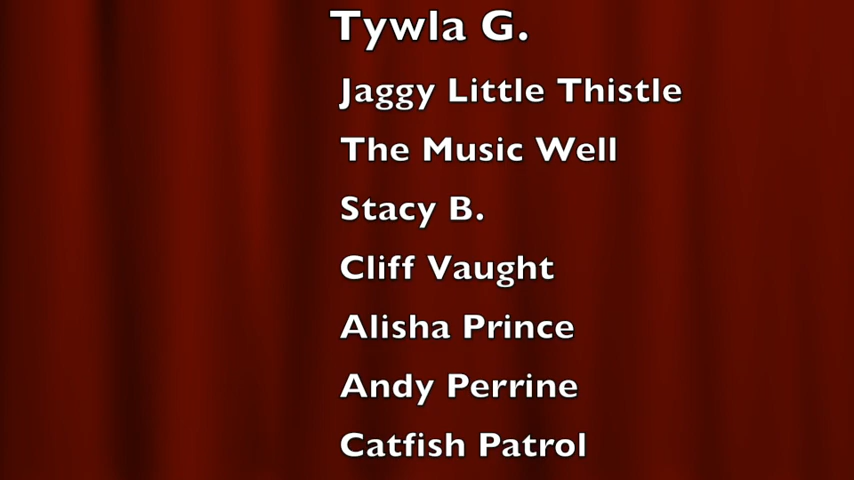 Tywla G.
Jaggy Little Thistle
The Music Well
Stacy B.
Cliff Vaught
Alisha Prince
Andy Perrine
Catfish Patrol